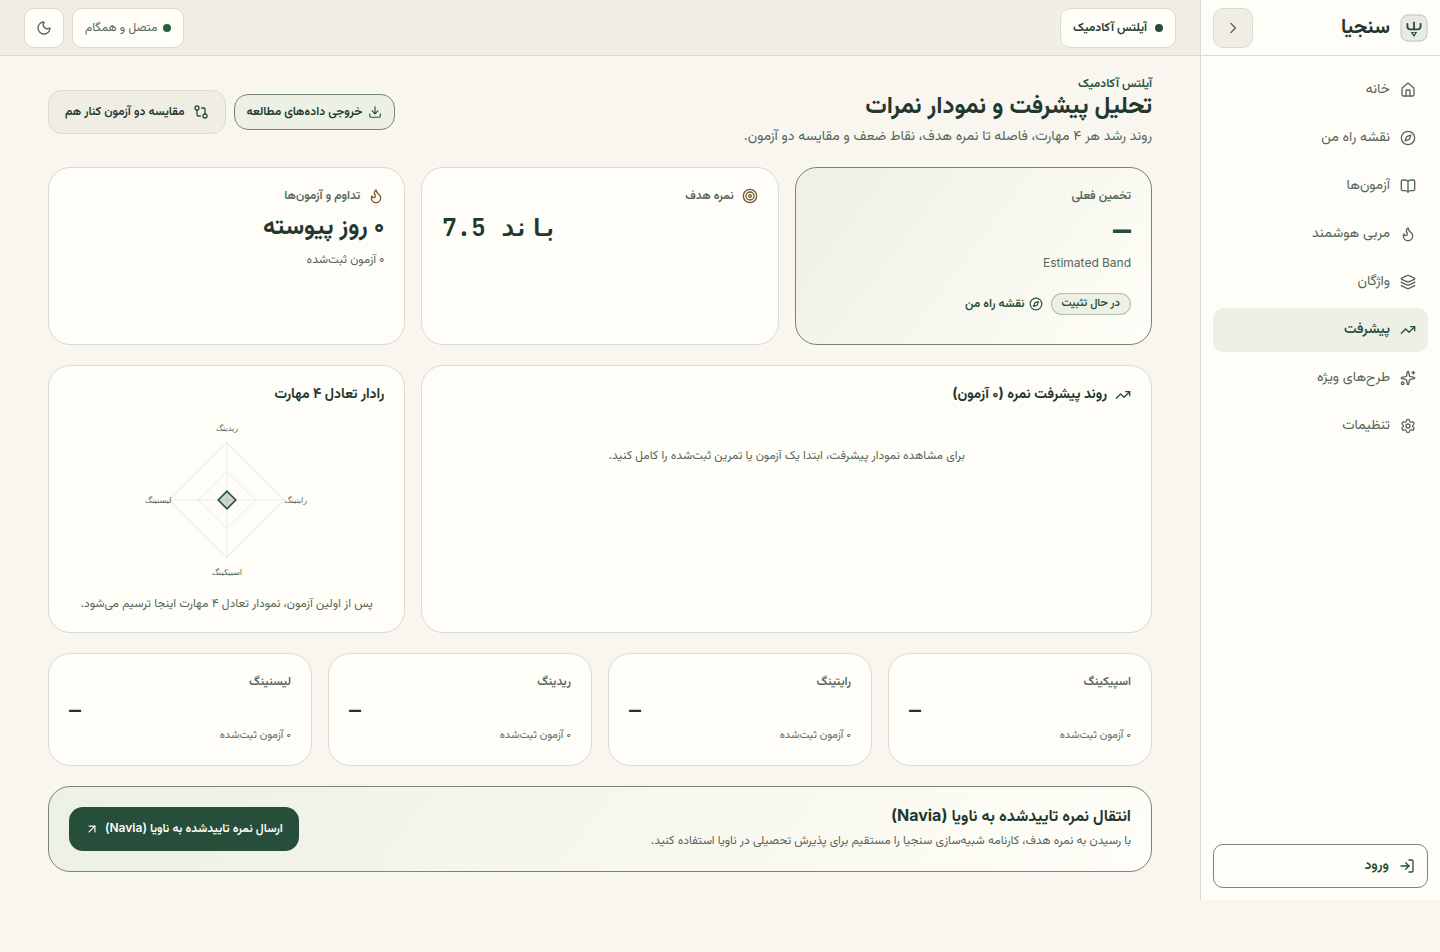 سنجیا
خانه
نقشه راه من
آزمون‌ها
مربی هوشمند
واژگان
پیشرفت
طرح‌های ویژه
تنظیمات
ورود
آیلتس آکادمیک
متصل و همگام
آیلتس آکادمیک
تحلیل پیشرفت و نمودار نمرات
روند رشد هر ۴ مهارت، فاصله تا نمره هدف، نقاط ضعف و مقایسه دو آزمون.
خروجی داده‌های مطالعه
مقایسه دو آزمون کنار هم
تخمین فعلی
—
Estimated Band
در حال تثبیت
نقشه راه من
نمره هدف
باند 7.5
تداوم و آزمون‌ها
۰ روز پیوسته
۰ آزمون ثبت‌شده
روند پیشرفت نمره (۰ آزمون)
برای مشاهده نمودار پیشرفت، ابتدا یک آزمون یا تمرین ثبت‌شده را کامل کنید.
رادار تعادل ۴ مهارت
ریدینگ
رایتینگ
لیسنینگ
اسپیکینگ
پس از اولین آزمون، نمودار تعادل ۴ مهارت اینجا ترسیم می‌شود.
اسپیکینگ
—
۰ آزمون ثبت‌شده
رایتینگ
—
۰ آزمون ثبت‌شده
ریدینگ
—
۰ آزمون ثبت‌شده
لیسنینگ
—
۰ آزمون ثبت‌شده
انتقال نمره تاییدشده به ناویا (Navia)
با رسیدن به نمره هدف، کارنامه شبیه‌سازی سنجیا را مستقیم برای پذیرش تحصیلی در ناویا استفاده کنید.
ارسال نمره تاییدشده به ناویا (Navia)